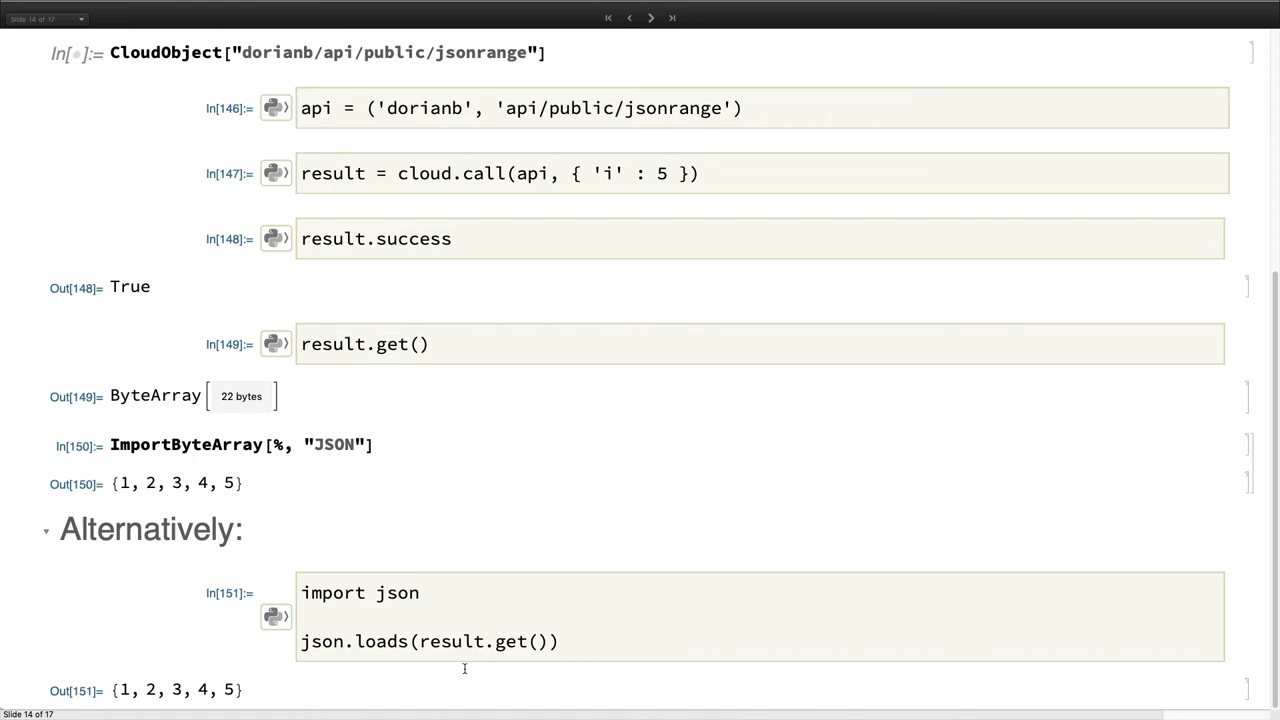 Slide 14 of 17
In[●]:= CloudObject["dorianb/api/public/jsonrange"]
In[146]:= api = ('dorianb', 'api/public/jsonrange')
In[147]:= result = cloud.call(api, { 'i' : 5 })
In[148]:= result.success
Out[148]= True
In[149]:= result.get()
Out[149]= ByteArray[ 22 bytes ]
In[150]:= ImportByteArray[%, "JSON"]
Out[150]= {1, 2, 3, 4, 5}
Alternatively:
In[151]:= import json
json.loads(result.get())
Out[151]= {1, 2, 3, 4, 5}
Slide 14 of 17